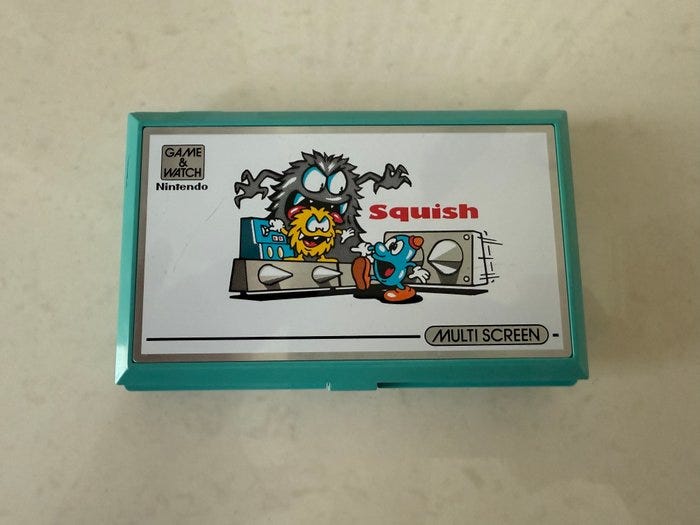 GAME
&
WATCH
Nintendo
Squish
MULTI SCREEN